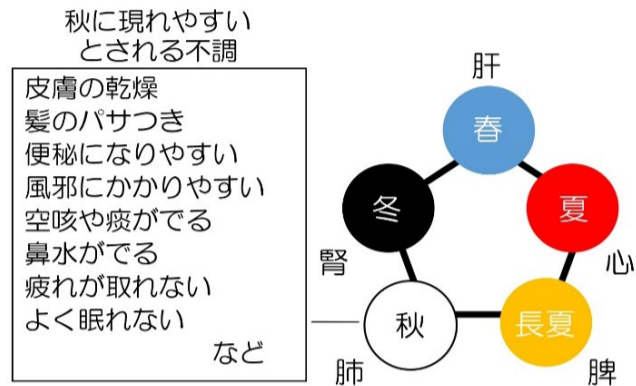 秋に現れやすい
とされる不調
皮膚の乾燥
髪のパサつき
便秘になりやすい
風邪にかかりやすい
空咳や痰がでる
鼻水がでる
疲れが取れない
よく眠れない
など
肝
春
冬
夏
腎
心
秋
長夏
肺
脾